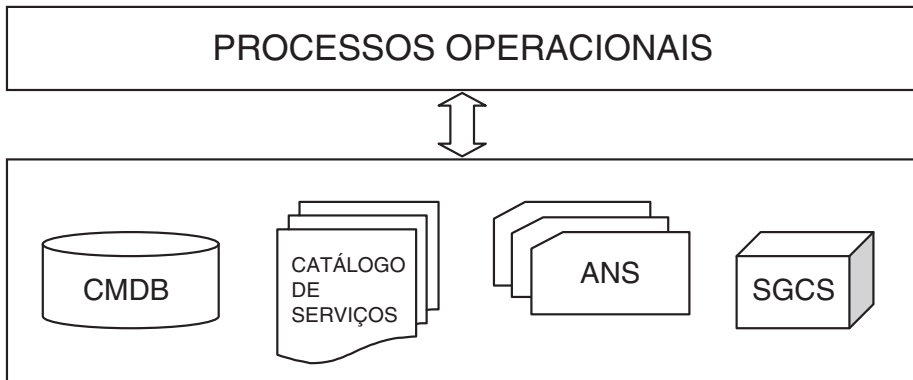 PROCESSOS OPERACIONAIS
CMDB
CATÁLOGO
DE
SERVIÇOS
ANS
SGCS